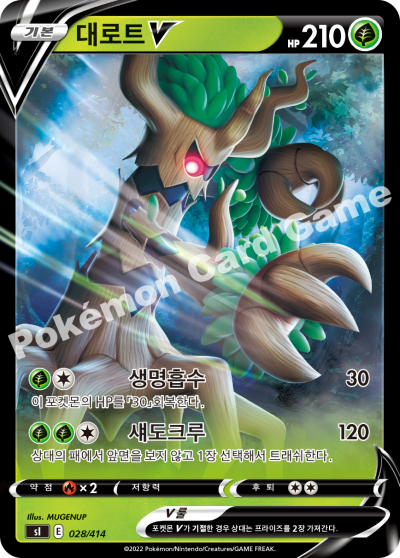 기본 대로트 V HP 210
Pokémon Card Game
생명흡수 30
이 포켓몬의 HP를 「30」회복한다.
섀도크루 120
상대의 패에서 앞면을 보지 않고 1장 선택해서 트래쉬한다.
약점 ×2 저항력 후퇴
Illus. MUGENUP
V 룰
sI E 028/414
포켓몬 V가 기절한 경우 상대는 프라이즈를 2장 가져간다.
©2022 Pokémon/Nintendo/Creatures/GAME FREAK.